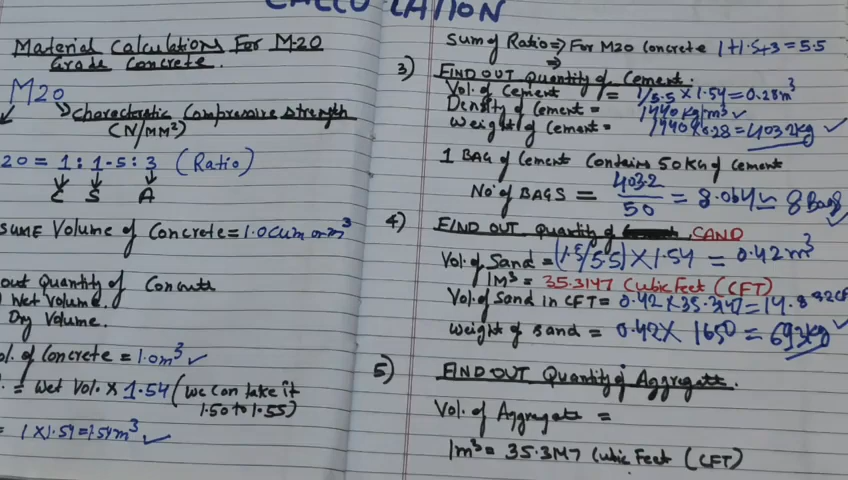 CALCULATION
Material Calculations For M-20
Grade Concrete.
M20
Characteristic Compressive strength
(N/MM²)
20 = 1 : 1.5 : 3 (Ratio)
C S A
SUME Volume of Concrete = 1.0 cum or m³
out Quantity of Concrete
Net Volume.
Dry Volume.
ol. of Concrete = 1.0m³ ✓
= Wet Vol. × 1.54 (we can take it
1.50 to 1.55)
= 1 × 1.54 = 1.54m³ ✓
Sum of Ratio ⇒ For M20 Concrete 1+1.5+3 = 5.5
⇒
3) FIND OUT Quantity of Cement.
Vol. of Cement = 1/5.5 × 1.54 = 0.28m³
Density of Cement = 1440 kg/m³ ✓
Weight of Cement = 1440 × 0.28 = 403.2kg ✓
1 BAG of Cement Contains 50 KG of Cement
No of BAGS = 403.2/50 = 8.064 ≃ 8 Bags
4) FIND OUT Quantity of SAND
Vol. of Sand = (1.5/5.5) × 1.54 = 0.42m³
1M³ = 35.3147 Cubic Feet (CFT)
Vol. of Sand in CFT = 0.42 × 35.3147 = 14.832CF
Weight of Sand = 0.42 × 1650 = 693kg ✓
5) FIND OUT Quantity of Aggregate.
Vol. of Aggregate =
1m³ = 35.3147 Cubic Feet (CFT)